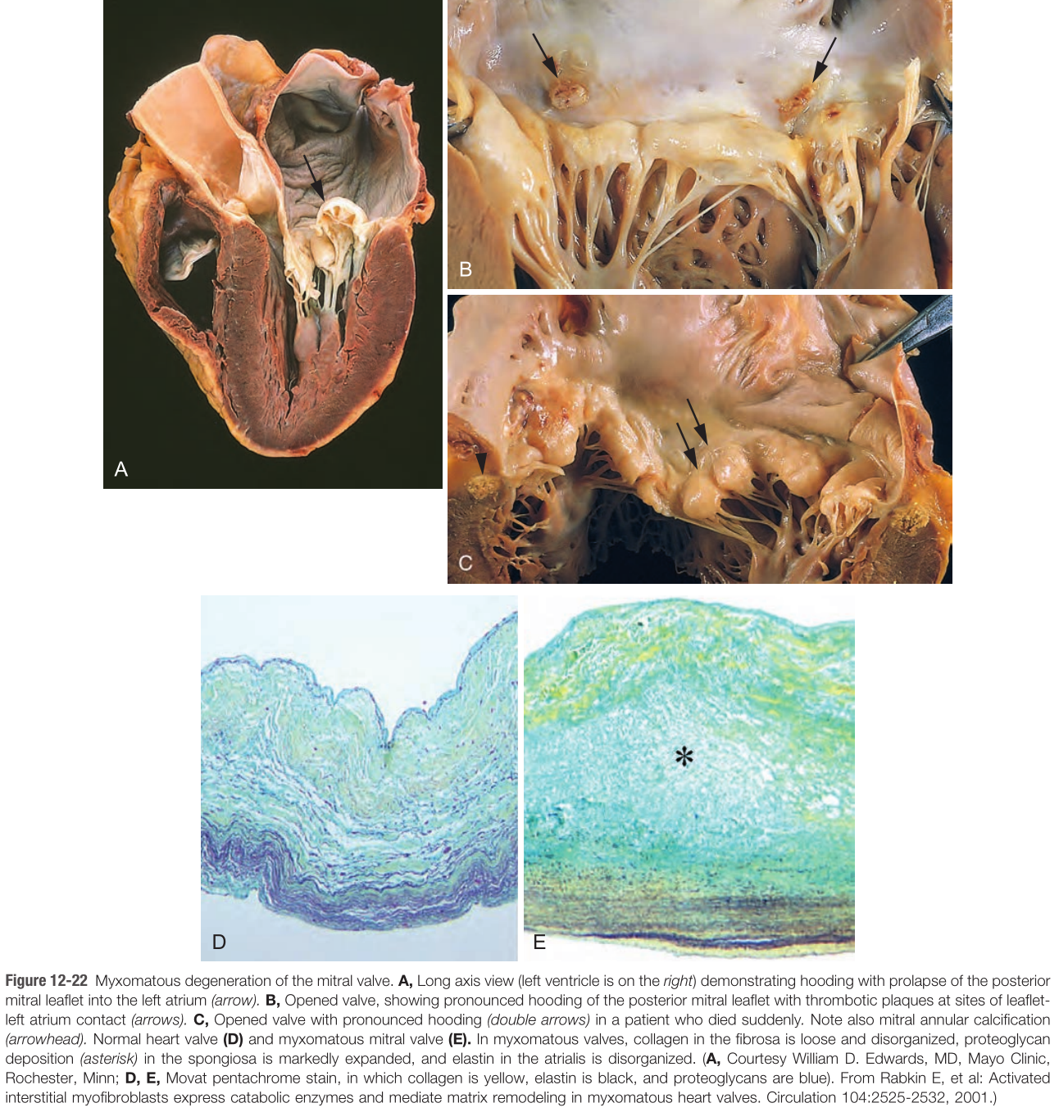 A
B
C
D
*
E
Figure 12-22 Myxomatous degeneration of the mitral valve. A, Long axis view (left ventricle is on the right) demonstrating hooding with prolapse of the posterior
mitral leaflet into the left atrium (arrow). B, Opened valve, showing pronounced hooding of the posterior mitral leaflet with thrombotic plaques at sites of leaflet-
left atrium contact (arrows). C, Opened valve with pronounced hooding (double arrows) in a patient who died suddenly. Note also mitral annular calcification
(arrowhead). Normal heart valve (D) and myxomatous mitral valve (E). In myxomatous valves, collagen in the fibrosa is loose and disorganized, proteoglycan
deposition (asterisk) in the spongiosa is markedly expanded, and elastin in the atrialis is disorganized. (A, Courtesy William D. Edwards, MD, Mayo Clinic,
Rochester, Minn; D, E, Movat pentachrome stain, in which collagen is yellow, elastin is black, and proteoglycans are blue). From Rabkin E, et al: Activated
interstitial myofibroblasts express catabolic enzymes and mediate matrix remodeling in myxomatous heart valves. Circulation 104:2525-2532, 2001.)